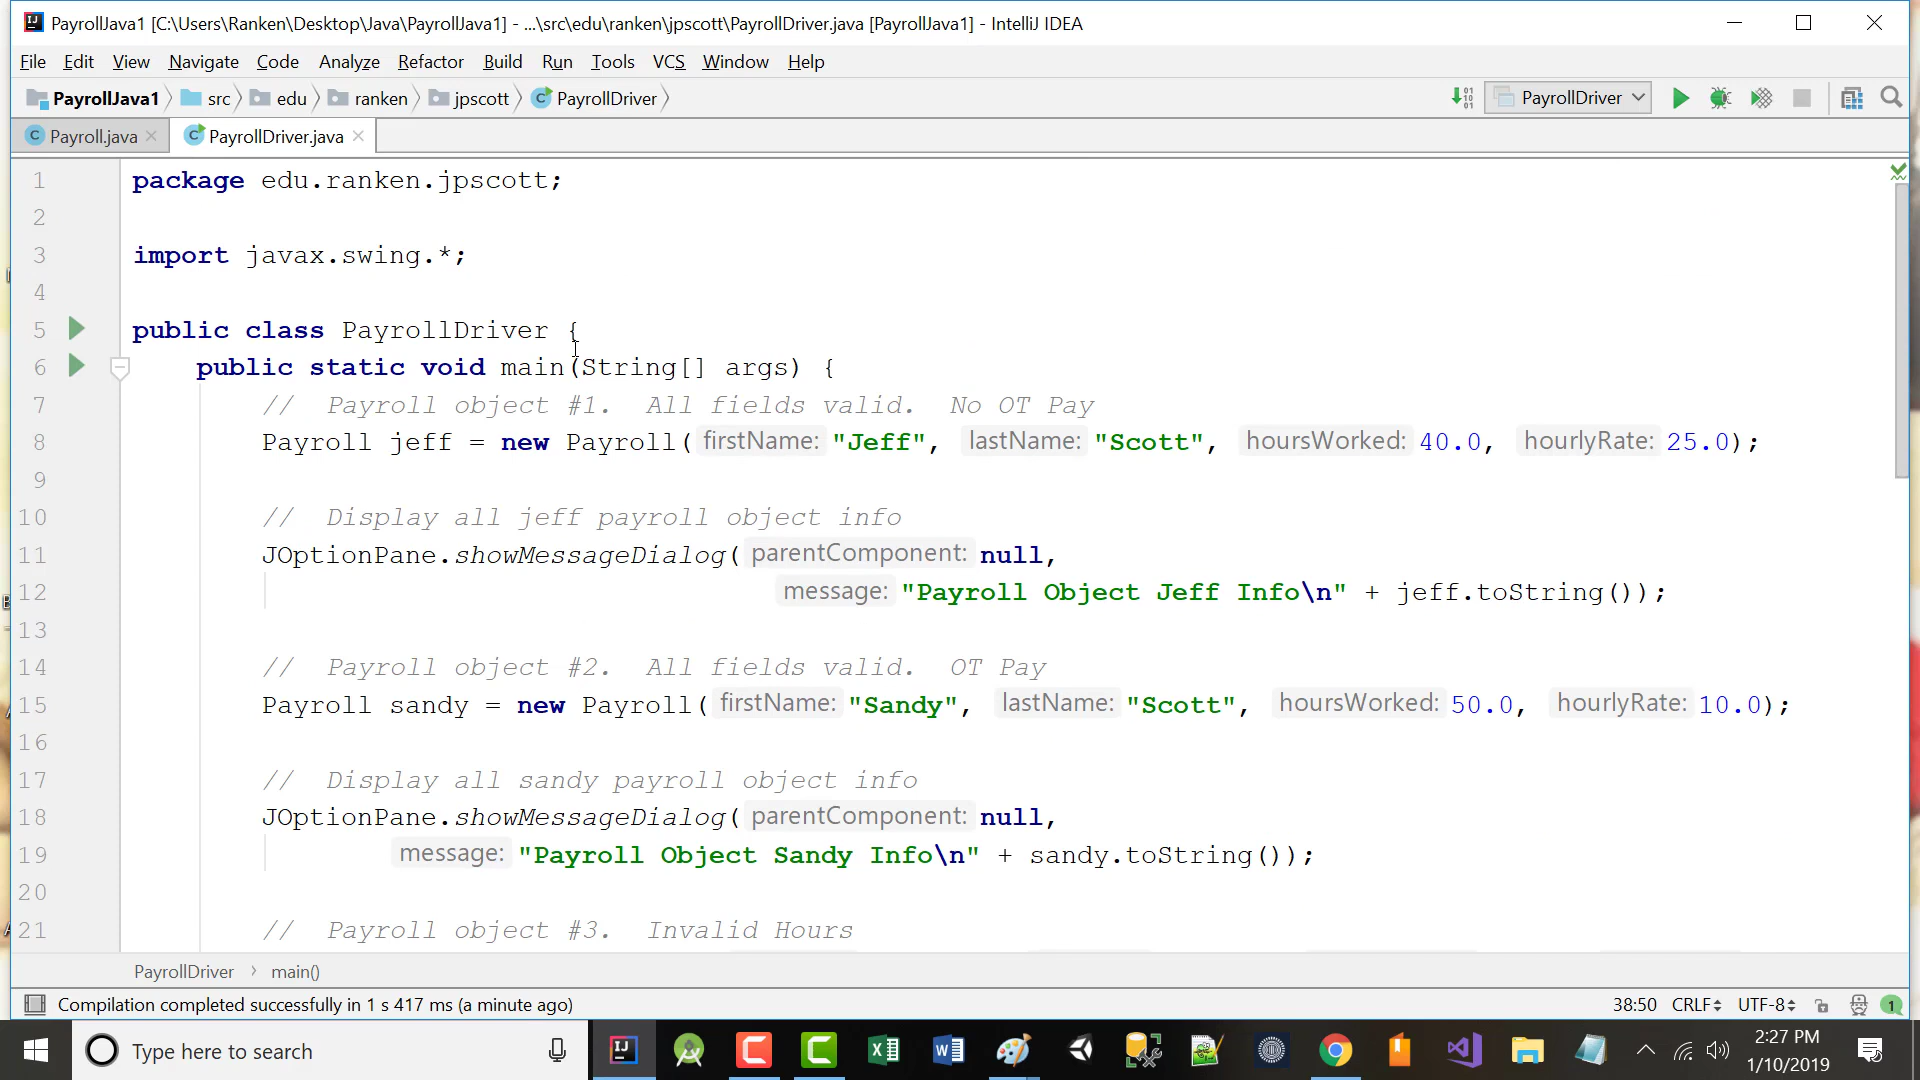 PayrollJava1 [C:\Users\Ranken\Desktop\Java\PayrollJava1] - ...\src\edu\ranken\jpscott\PayrollDriver.java [PayrollJava1] - IntelliJ IDEA
File Edit View Navigate Code Analyze Refactor Build Run Tools VCS Window Help
PayrollJava1 src edu ranken jpscott PayrollDriver PayrollDriver
Payroll.java PayrollDriver.java
1 package edu.ranken.jpscott;
2
3 import javax.swing.*;
4
5 public class PayrollDriver {
6 public static void main(String[] args) {
7 // Payroll object #1. All fields valid. No OT Pay
8 Payroll jeff = new Payroll( firstName: "Jeff", lastName: "Scott", hoursWorked: 40.0, hourlyRate: 25.0);
9
10 // Display all jeff payroll object info
11 JOptionPane.showMessageDialog( parentComponent: null,
12 message: "Payroll Object Jeff Info\n" + jeff.toString());
13
14 // Payroll object #2. All fields valid. OT Pay
15 Payroll sandy = new Payroll( firstName: "Sandy", lastName: "Scott", hoursWorked: 50.0, hourlyRate: 10.0);
16
17 // Display all sandy payroll object info
18 JOptionPane.showMessageDialog( parentComponent: null,
19 message: "Payroll Object Sandy Info\n" + sandy.toString());
20
21 // Payroll object #3. Invalid Hours
PayrollDriver › main()
Compilation completed successfully in 1 s 417 ms (a minute ago) 38:50 CRLF UTF-8 1
Type here to search
2:27 PM
1/10/2019